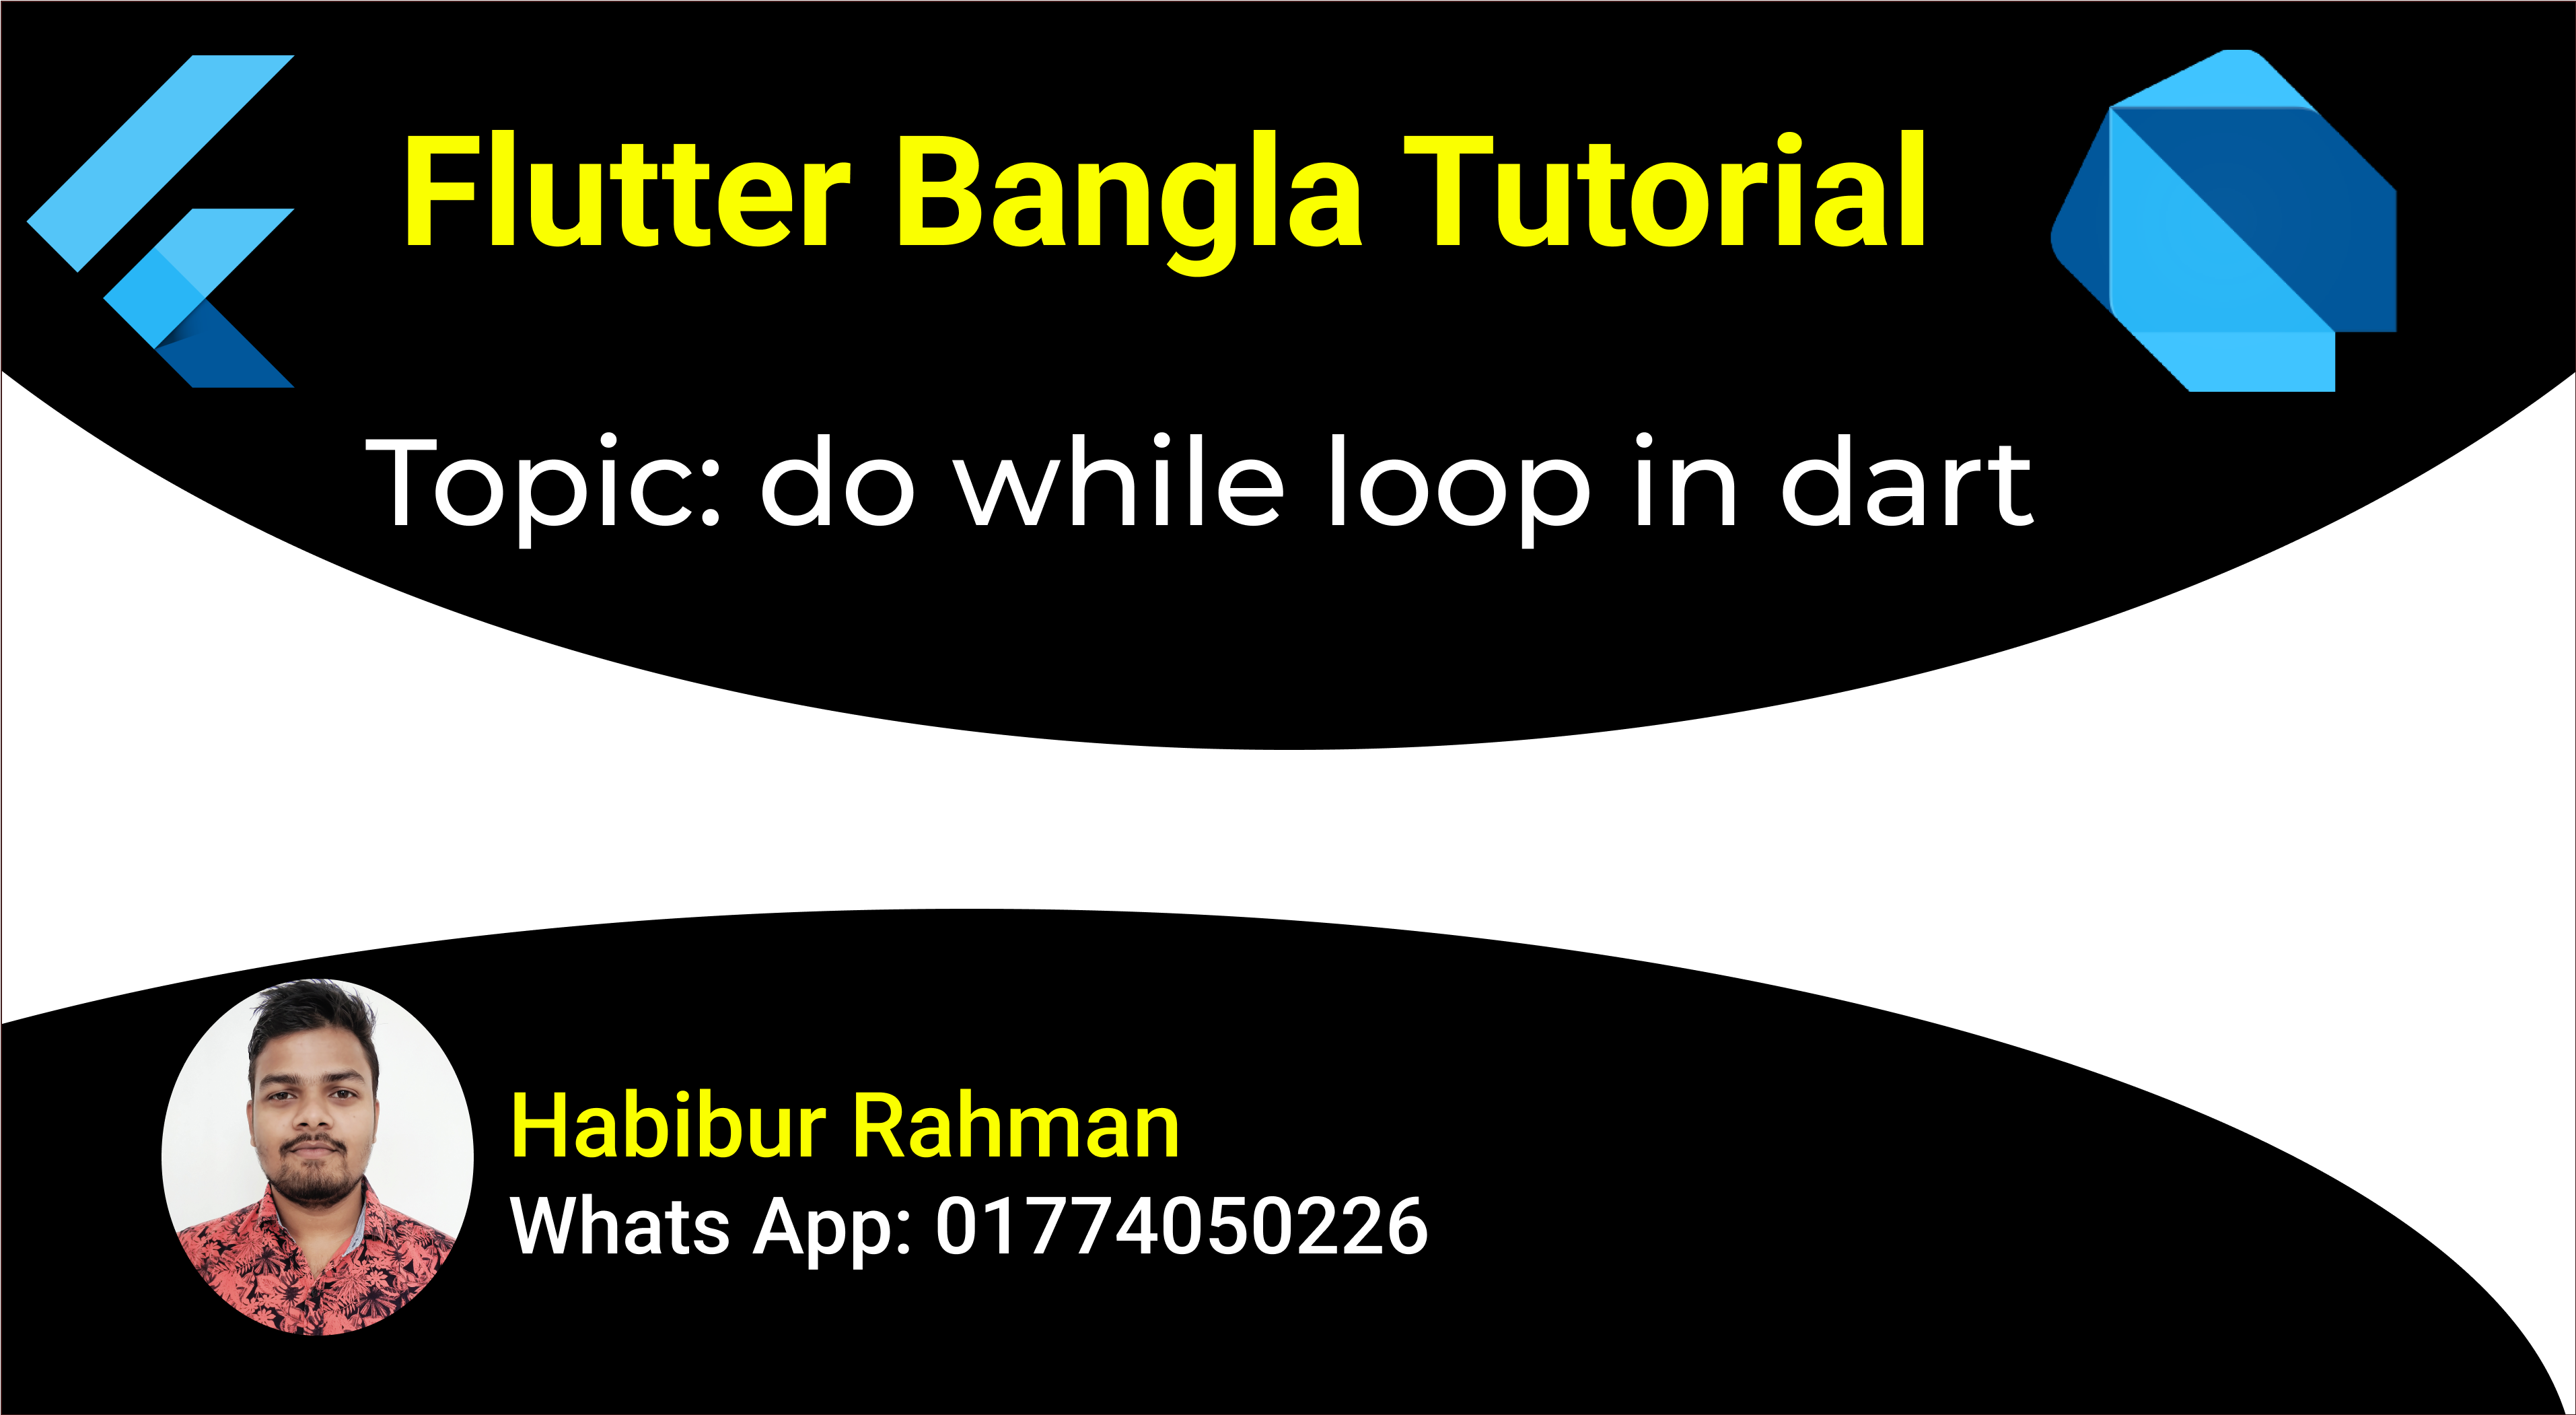 Flutter Bangla Tutorial
Topic: do while loop in dart
Habibur Rahman
Whats App: 01774050226